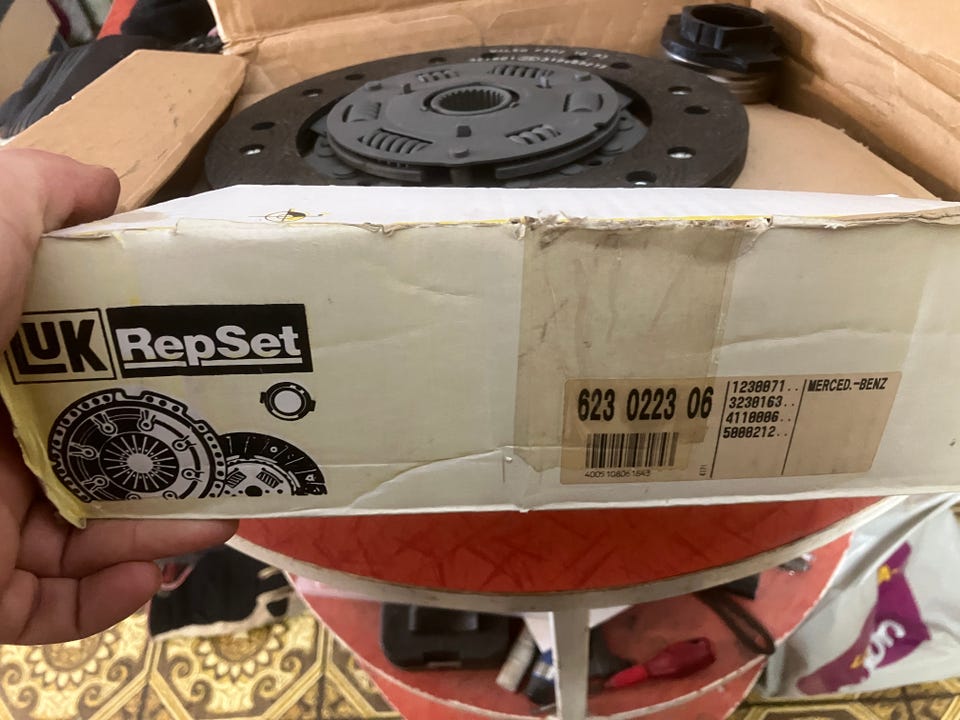 LUK RepSet
623 0223 06
1230071..
3230163..
4110006..
5000212..
MERCED.-BENZ